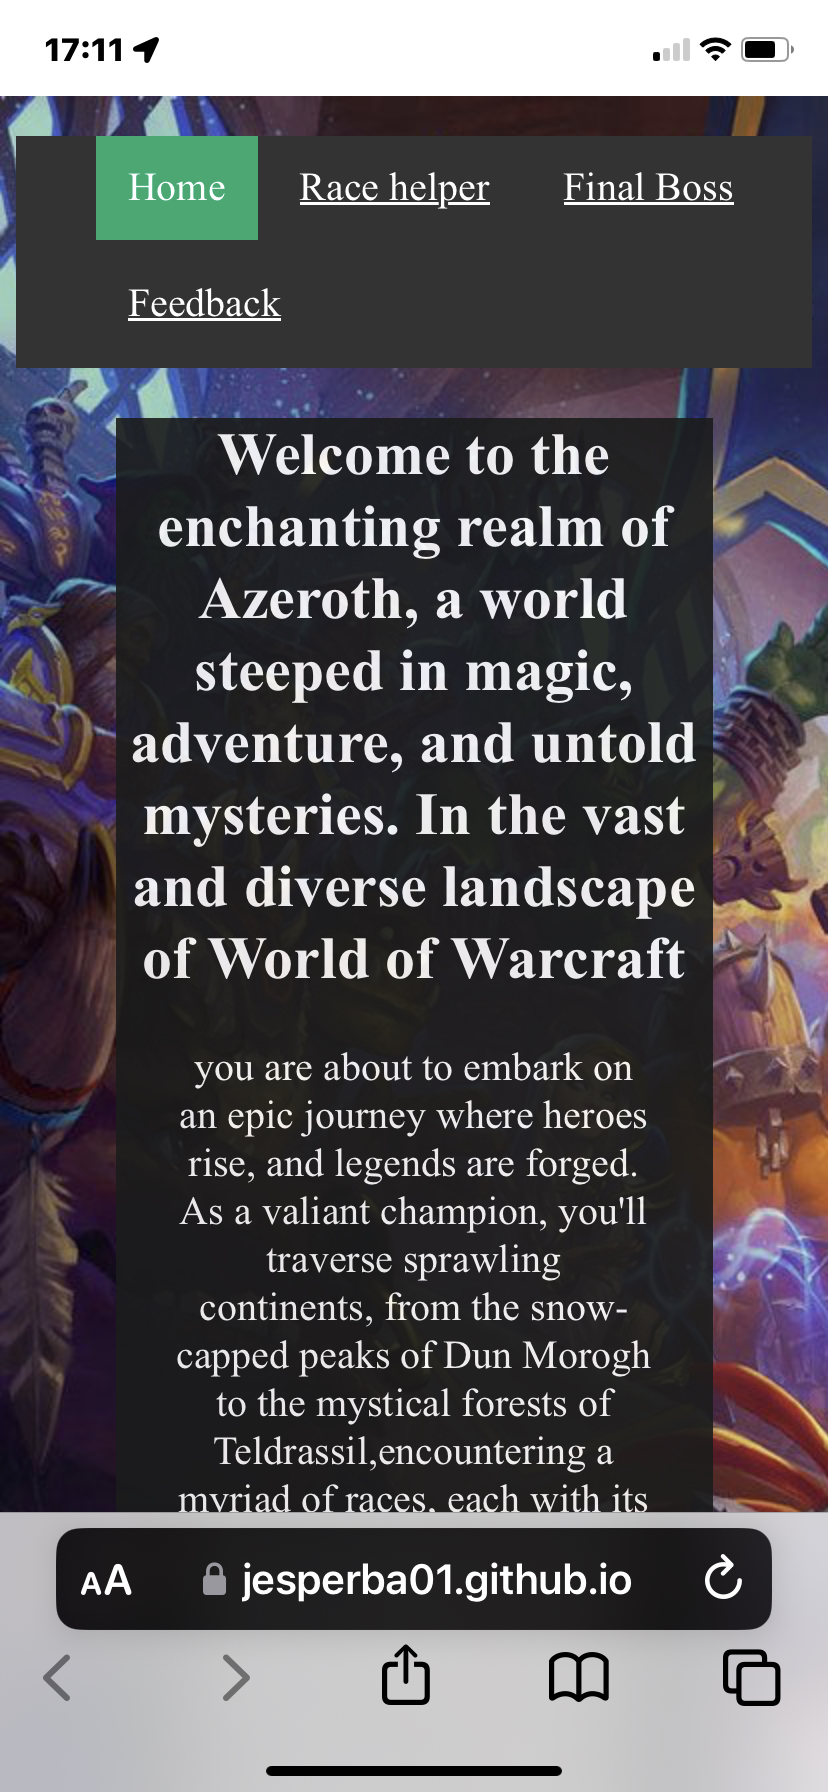 17:11
Home Race helper Final Boss
Feedback
Welcome to the
enchanting realm of
Azeroth, a world
steeped in magic,
adventure, and untold
mysteries. In the vast
and diverse landscape
of World of Warcraft
you are about to embark on
an epic journey where heroes
rise, and legends are forged.
As a valiant champion, you'll
traverse sprawling
continents, from the snow-
capped peaks of Dun Morogh
to the mystical forests of
Teldrassil,encountering a
myriad of races, each with its
AA jesperba01.github.io